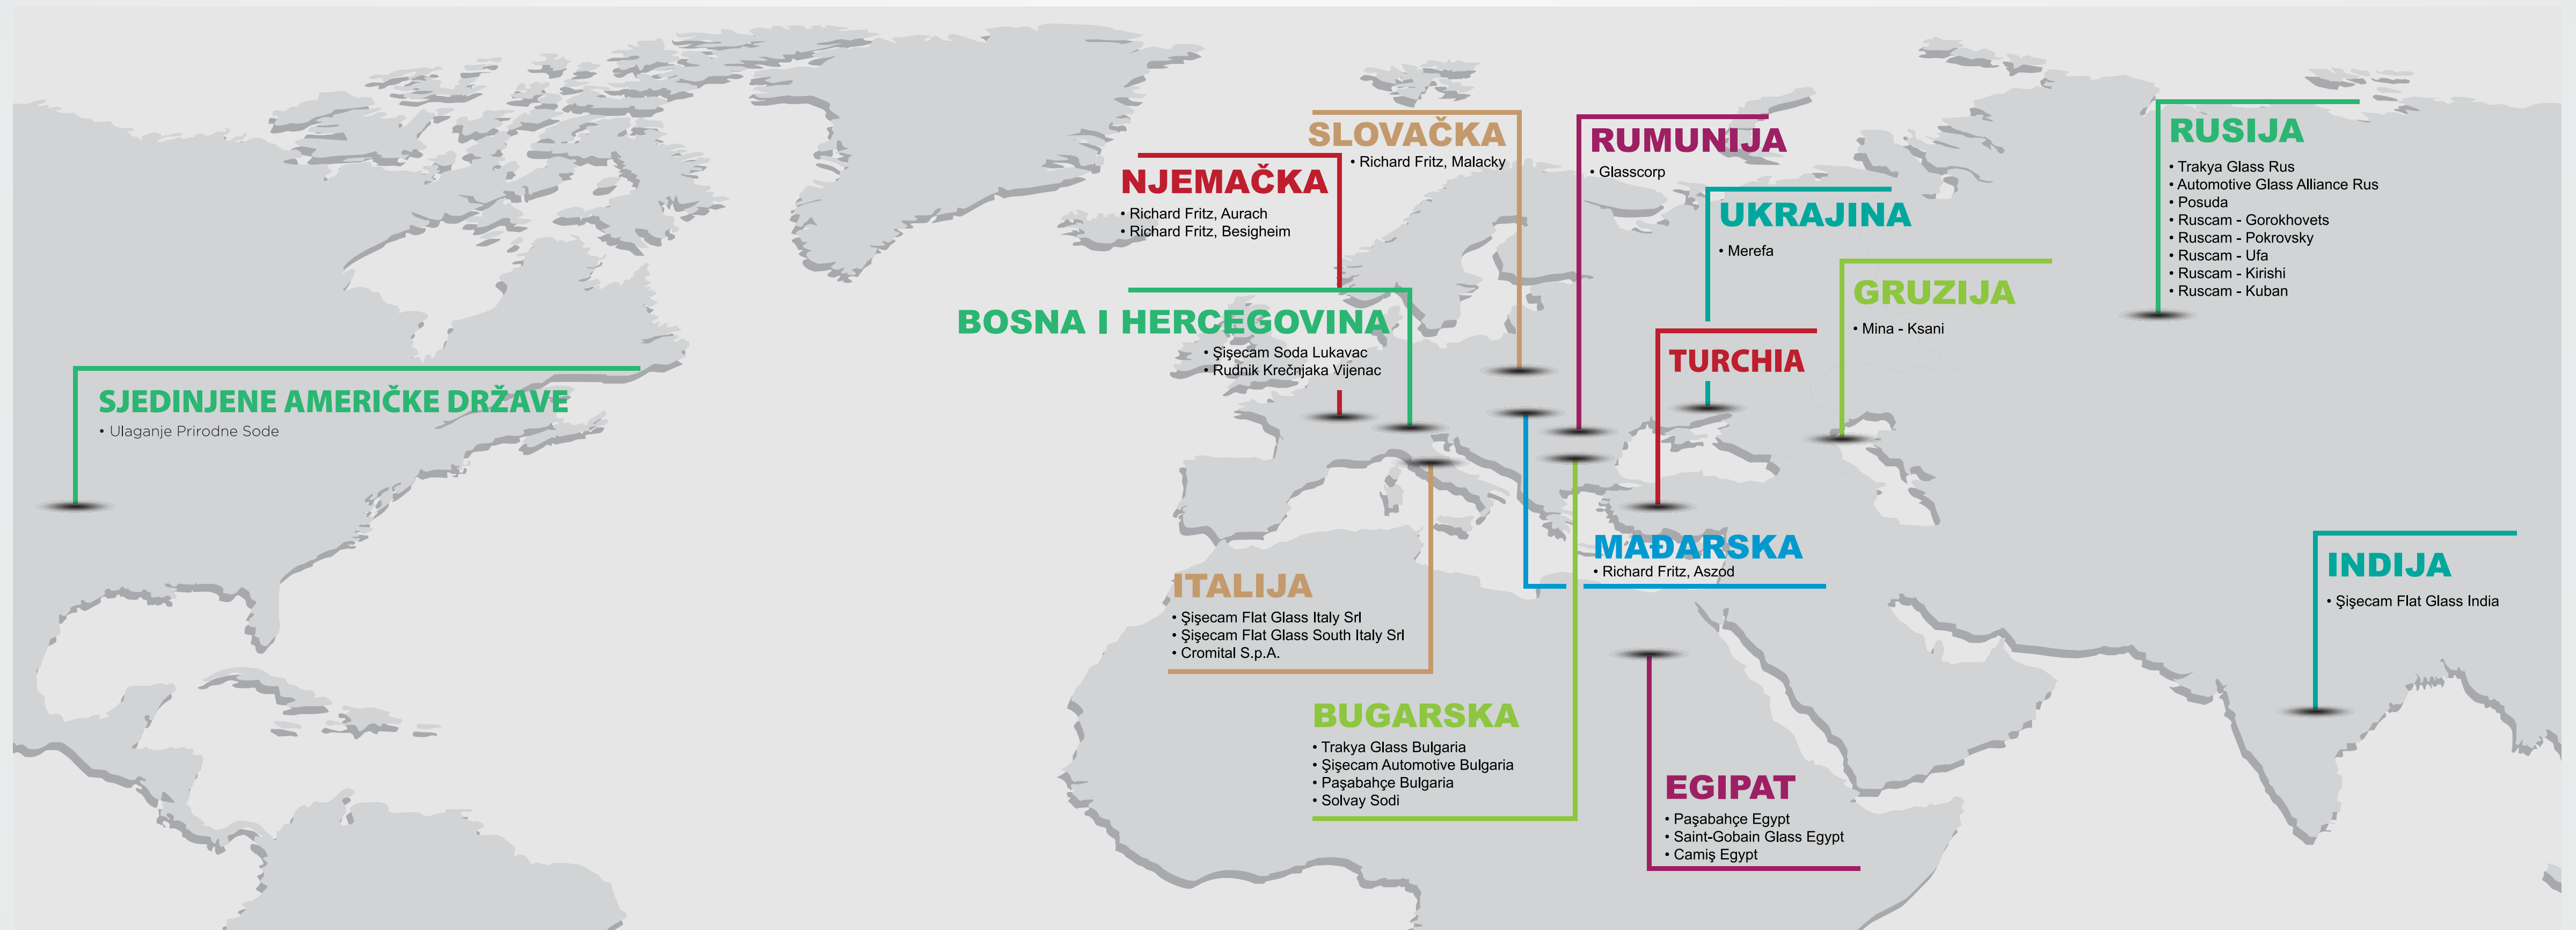 SLOVAČKA
• Richard Fritz, Malacky
RUMUNIJA
• Glasscorp
RUSIJA
• Trakya Glass Rus
• Automotive Glass Alliance Rus
• Posuda
• Ruscam - Gorokhovets
• Ruscam - Pokrovsky
• Ruscam - Ufa
• Ruscam - Kirishi
• Ruscam - Kuban
NJEMAČKA
• Richard Fritz, Aurach
• Richard Fritz, Besigheim
UKRAJINA
• Merefa
GRUZIJA
• Mina - Ksani
BOSNA I HERCEGOVINA
• Şişecam Soda Lukavac
• Rudnik Krečnjaka Vijenac
TURCHIA
SJEDINJENE AMERIČKE DRŽAVE
• Ulaganje Prirodne Sode
MAĐARSKA
• Richard Fritz, Aszod
INDIJA
• Şişecam Flat Glass India
ITALIJA
• Şişecam Flat Glass Italy Srl
• Şişecam Flat Glass South Italy Srl
• Cromital S.p.A.
BUGARSKA
• Trakya Glass Bulgaria
• Şişecam Automotive Bulgaria
• Paşabahçe Bulgaria
• Solvay Sodi
EGIPAT
• Paşabahçe Egypt
• Saint-Gobain Glass Egypt
• Camiş Egypt